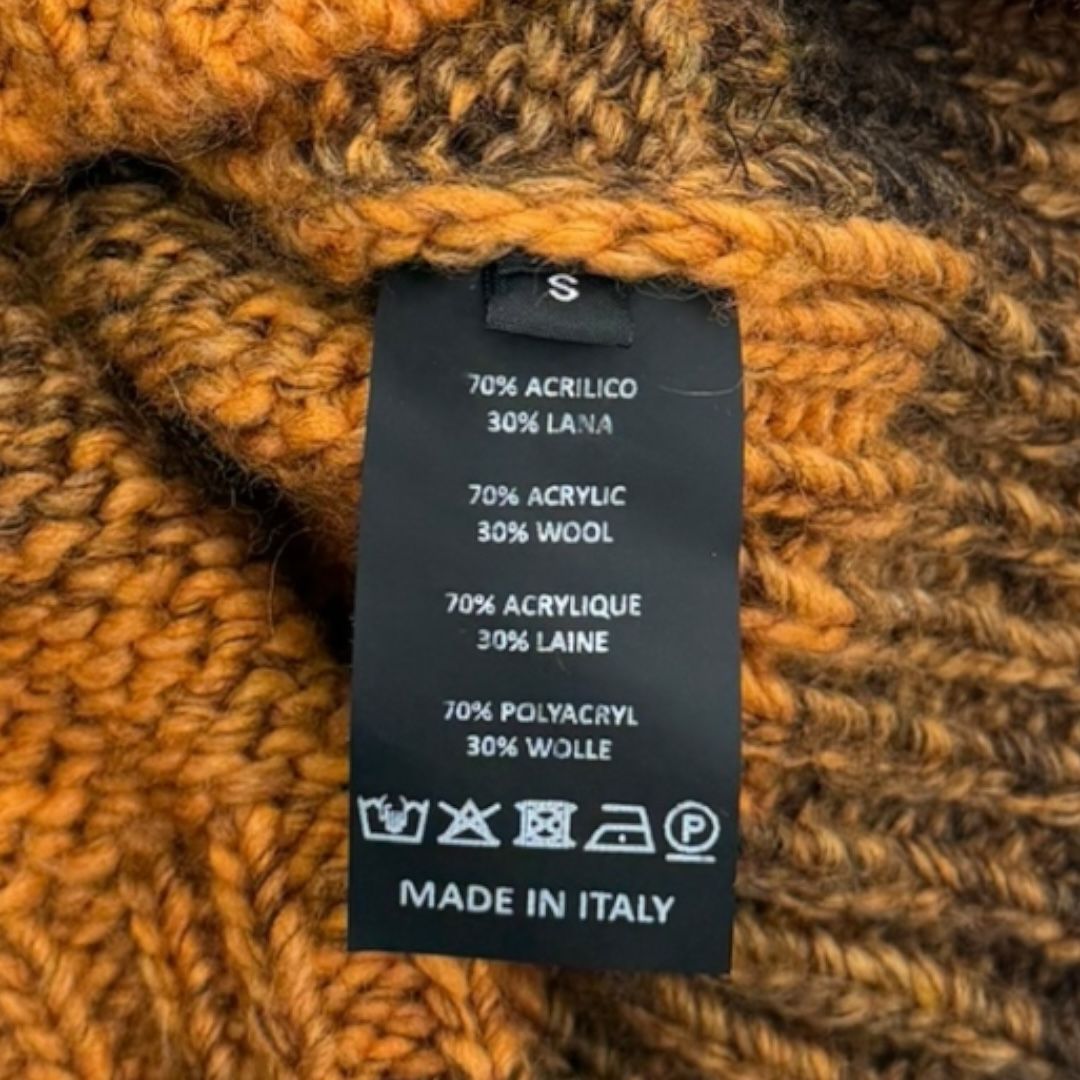 S
70% ACRILICO
30% LANA
70% ACRYLIC
30% WOOL
70% ACRYLIQUE
30% LAINE
70% POLYACRYL
30% WOLLE
P
MADE IN ITALY